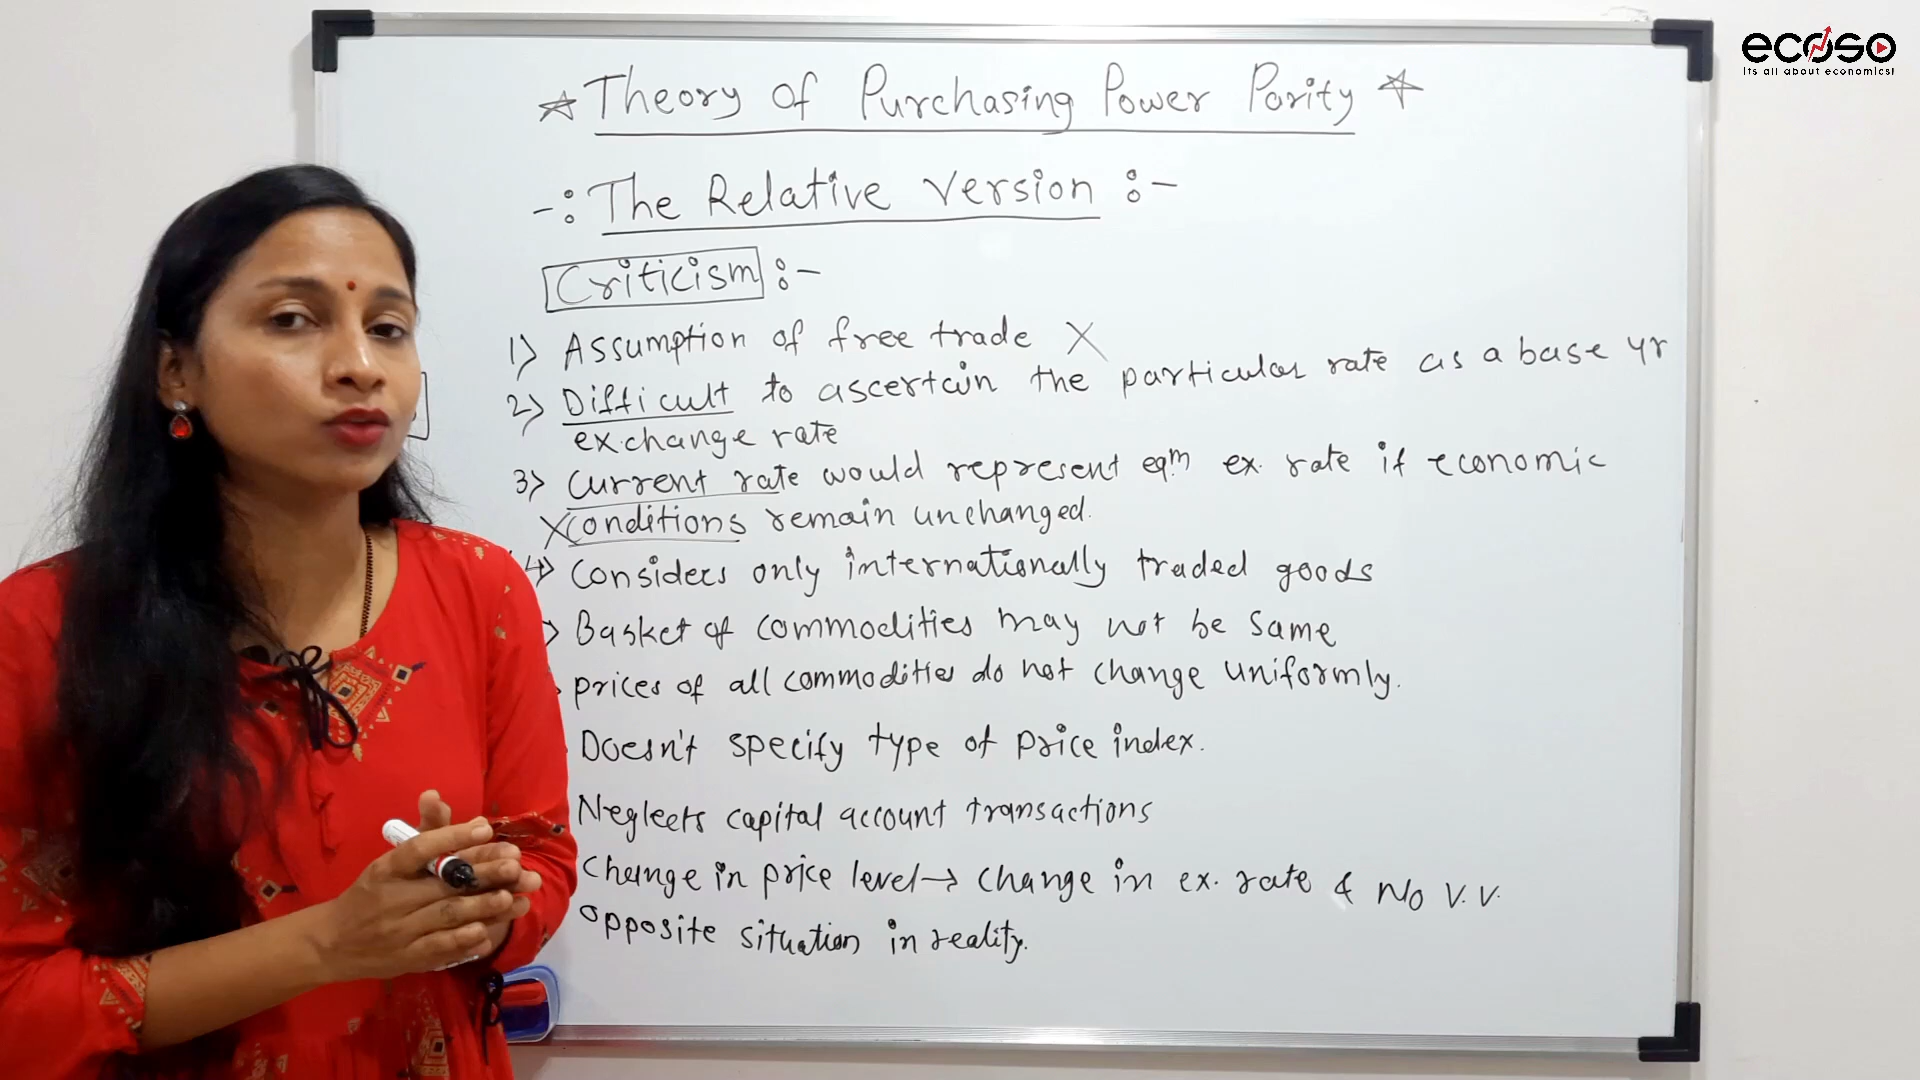 ecoso
Its all about economics!
Theory Of Purchasing Power Parity
-: The Relative Version :-
Criticism :-
1) Assumption of free trade X
2) Difficult to ascertain the particular rate as a base yr
exchange rate
3) Current rate would represent eqm ex. rate if economic
X conditions remain unchanged.
4) Considers only internationally traded goods
) Basket of commodities may not be same
Prices of all commodities do not change uniformly.
Doesn't specify type of price index.
Neglects capital account transactions
Change in price level → change in ex. rate & No V.V.
opposite situation in reality.